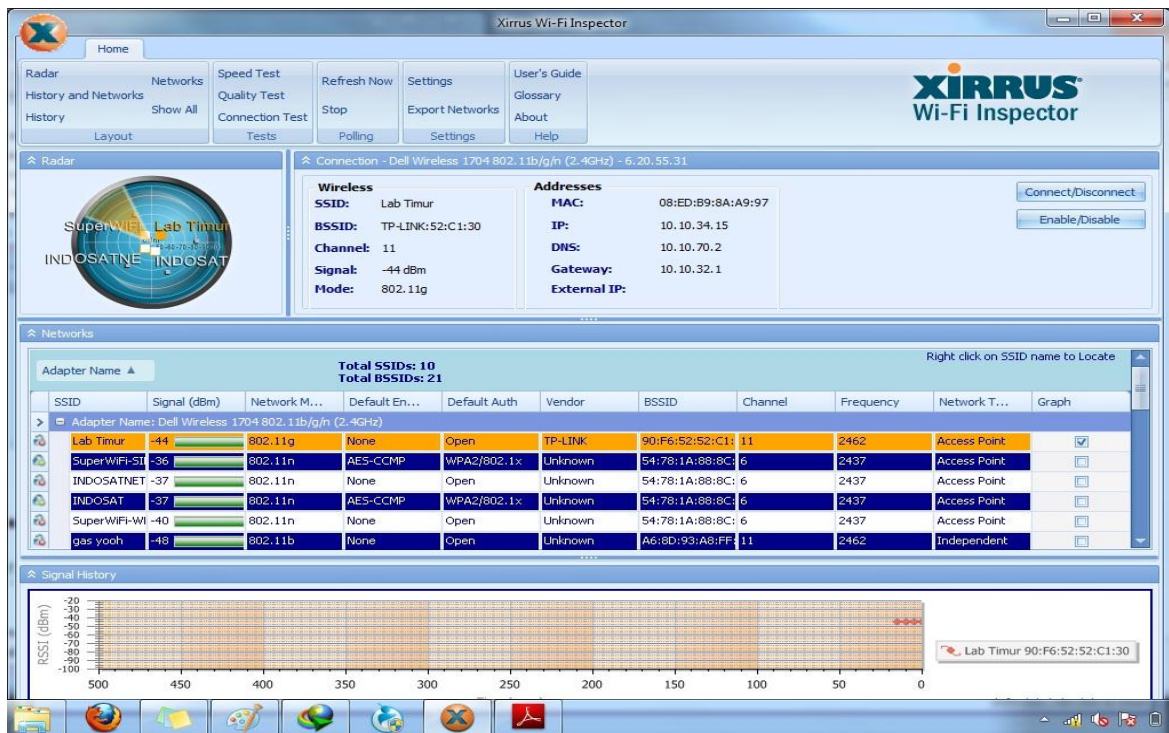 Xirrus Wi-Fi Inspector
Home
Radar
History and Networks
History
Networks
Show All
Layout
Speed Test
Quality Test
Connection Test
Tests
Refresh Now
Stop
Polling
Settings
Export Networks
Settings
User's Guide
Glossary
About
Help
XIRRUS
Wi-Fi Inspector
Radar
SuperWiFi
Lab Timur
INDOSATNE
INDOSAT
Connection - Dell Wireless 1704 802.11b/g/n (2.4GHz) - 6.20.55.31
Wireless
SSID: Lab Timur
BSSID: TP-LINK:52:C1:30
Channel: 11
Signal: -44 dBm
Mode: 802.11g
Addresses
MAC: 08:ED:B9:8A:A9:97
IP: 10.10.34.15
DNS: 10.10.70.2
Gateway: 10.10.32.1
External IP:
Connect/Disconnect
Enable/Disable
Networks
Adapter Name
Total SSIDs: 10
Total BSSIDs: 21
Right click on SSID name to Locate
SSID Signal (dBm) Network M... Default En... Default Auth Vendor BSSID Channel Frequency Network T... Graph
Adapter Name: Dell Wireless 1704 802.11b/g/n (2.4GHz)
Lab Timur -44 802.11g None Open TP-LINK 90:F6:52:52:C1: 11 2462 Access Point
SuperWiFi-SI -36 802.11n AES-CCMP WPA2/802.1x Unknown 54:78:1A:88:8C: 6 2437 Access Point
INDOSATNET -37 802.11n None Open Unknown 54:78:1A:88:8C: 6 2437 Access Point
INDOSAT -37 802.11n AES-CCMP WPA2/802.1x Unknown 54:78:1A:88:8C: 6 2437 Access Point
SuperWiFi-WI -40 802.11n None Open Unknown 54:78:1A:88:8C: 6 2437 Access Point
gas yooh -48 802.11b None Open Unknown A6:8D:93:A8:FF: 11 2462 Independent
Signal History
RSSI (dBm)
-20
-30
-40
-50
-60
-70
-80
-90
-100
500 450 400 350 300 250 200 150 100 50 0
Lab Timur 90:F6:52:52:C1:30